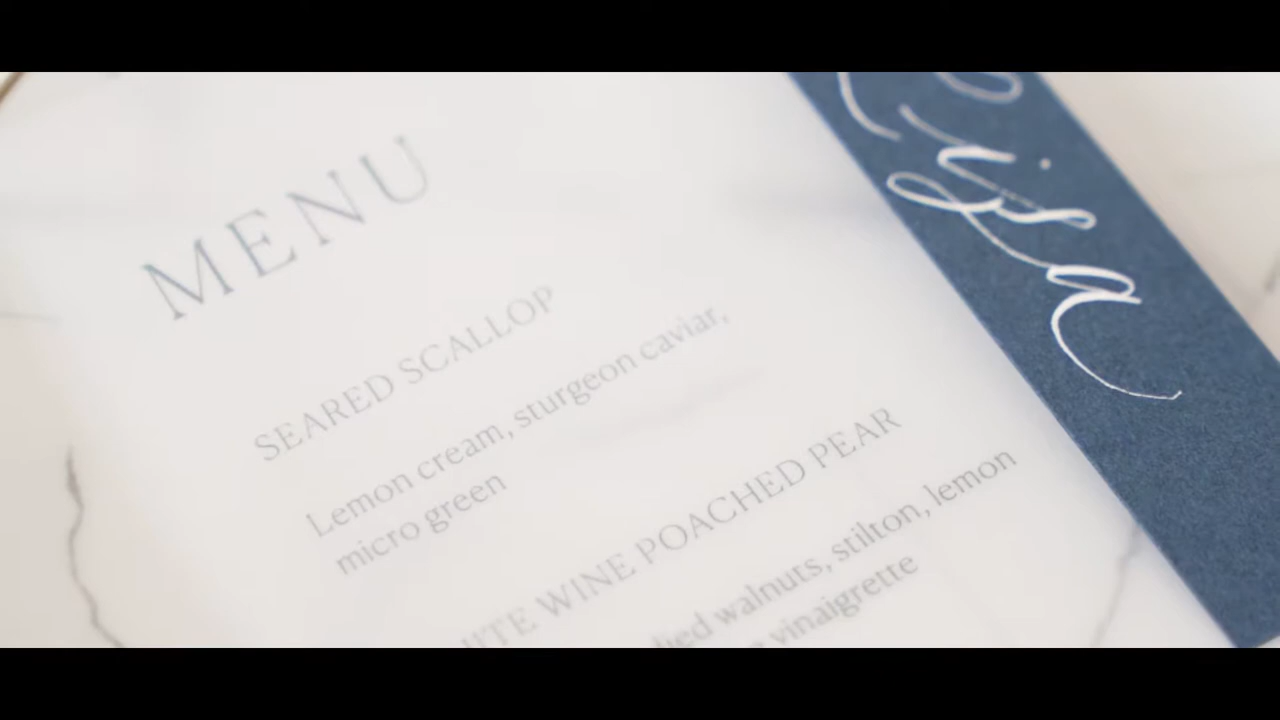 MENU
SEARED SCALLOP
Lemon cream, sturgeon caviar,
micro green
WINE POACHED PEAR
walnuts, stilton, lemon
vinaigrette